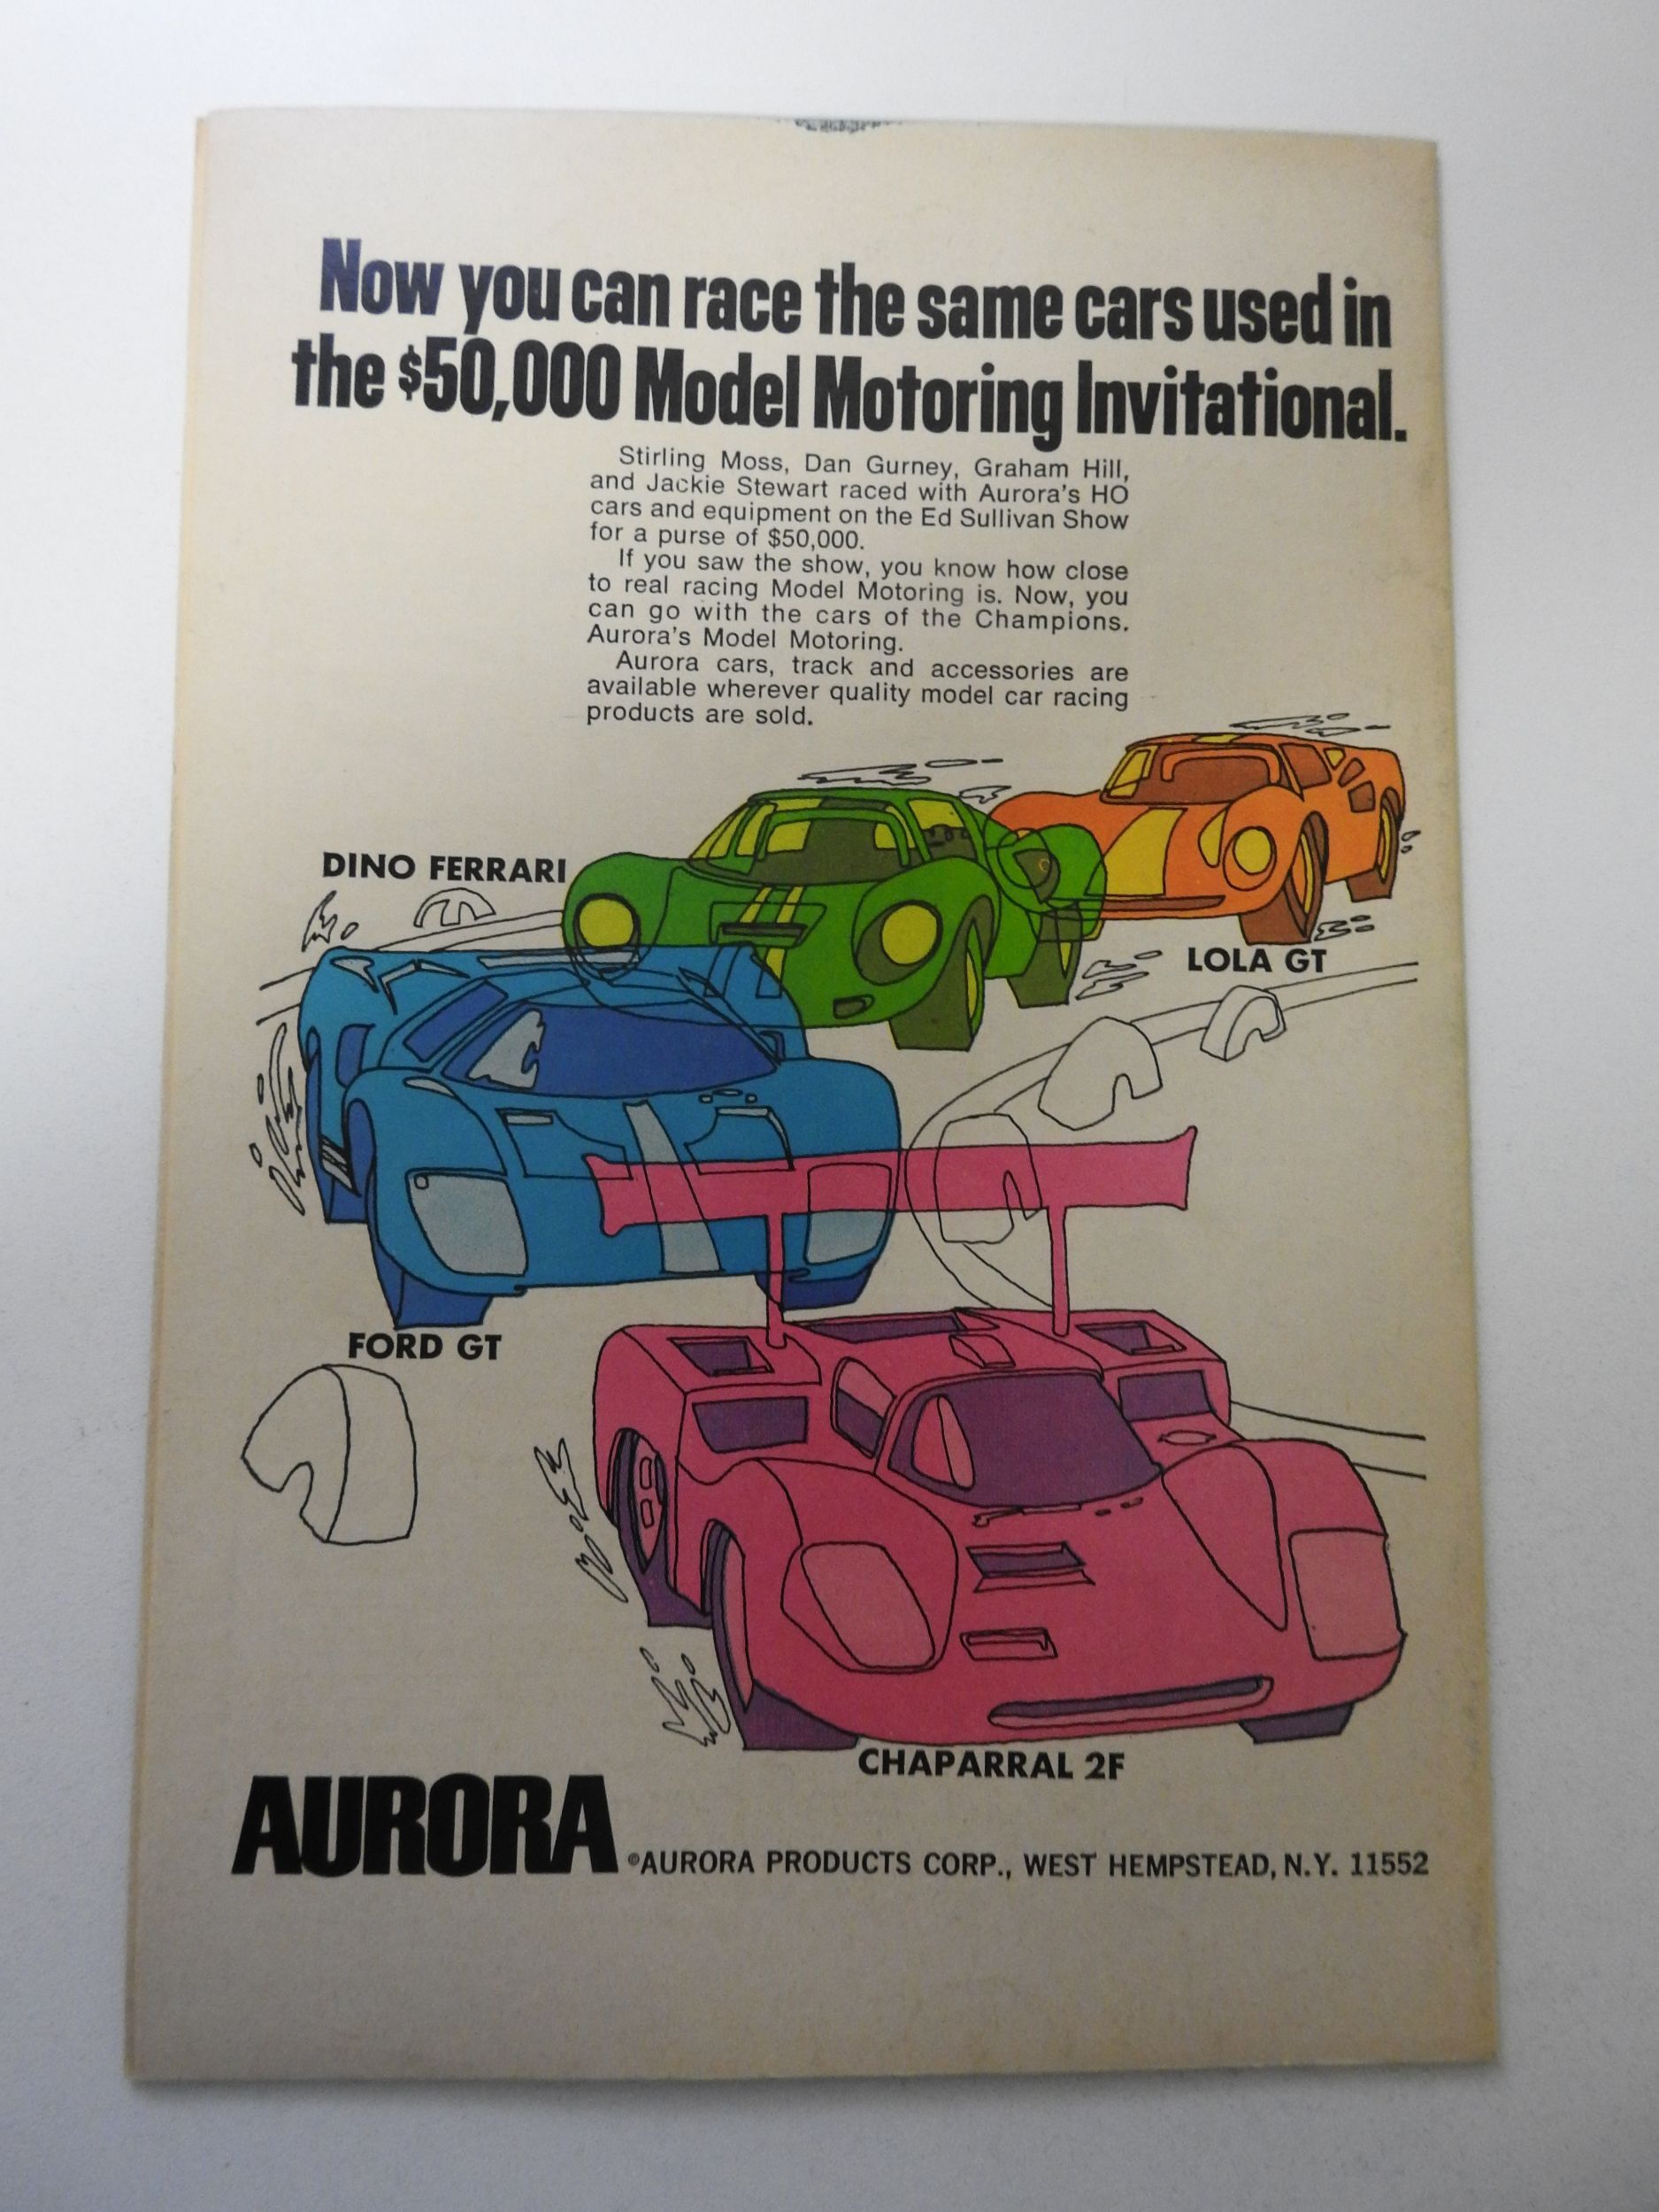 Now you can race the same cars used in
the $50,000 Model Motoring Invitational.
Stirling Moss, Dan Gurney, Graham Hill,
and Jackie Stewart raced with Aurora's HO
cars and equipment on the Ed Sullivan Show
for a purse of $50,000.
If you saw the show, you know how close
to real racing Model Motoring is. Now, you
can go with the cars of the Champions.
Aurora's Model Motoring.
Aurora cars, track and accessories are
available wherever quality model car racing
products are sold.
DINO FERRARI
LOLA GT
FORD GT
CHAPARRAL 2F
AURORA
©AURORA PRODUCTS CORP., WEST HEMPSTEAD, N.Y. 11552